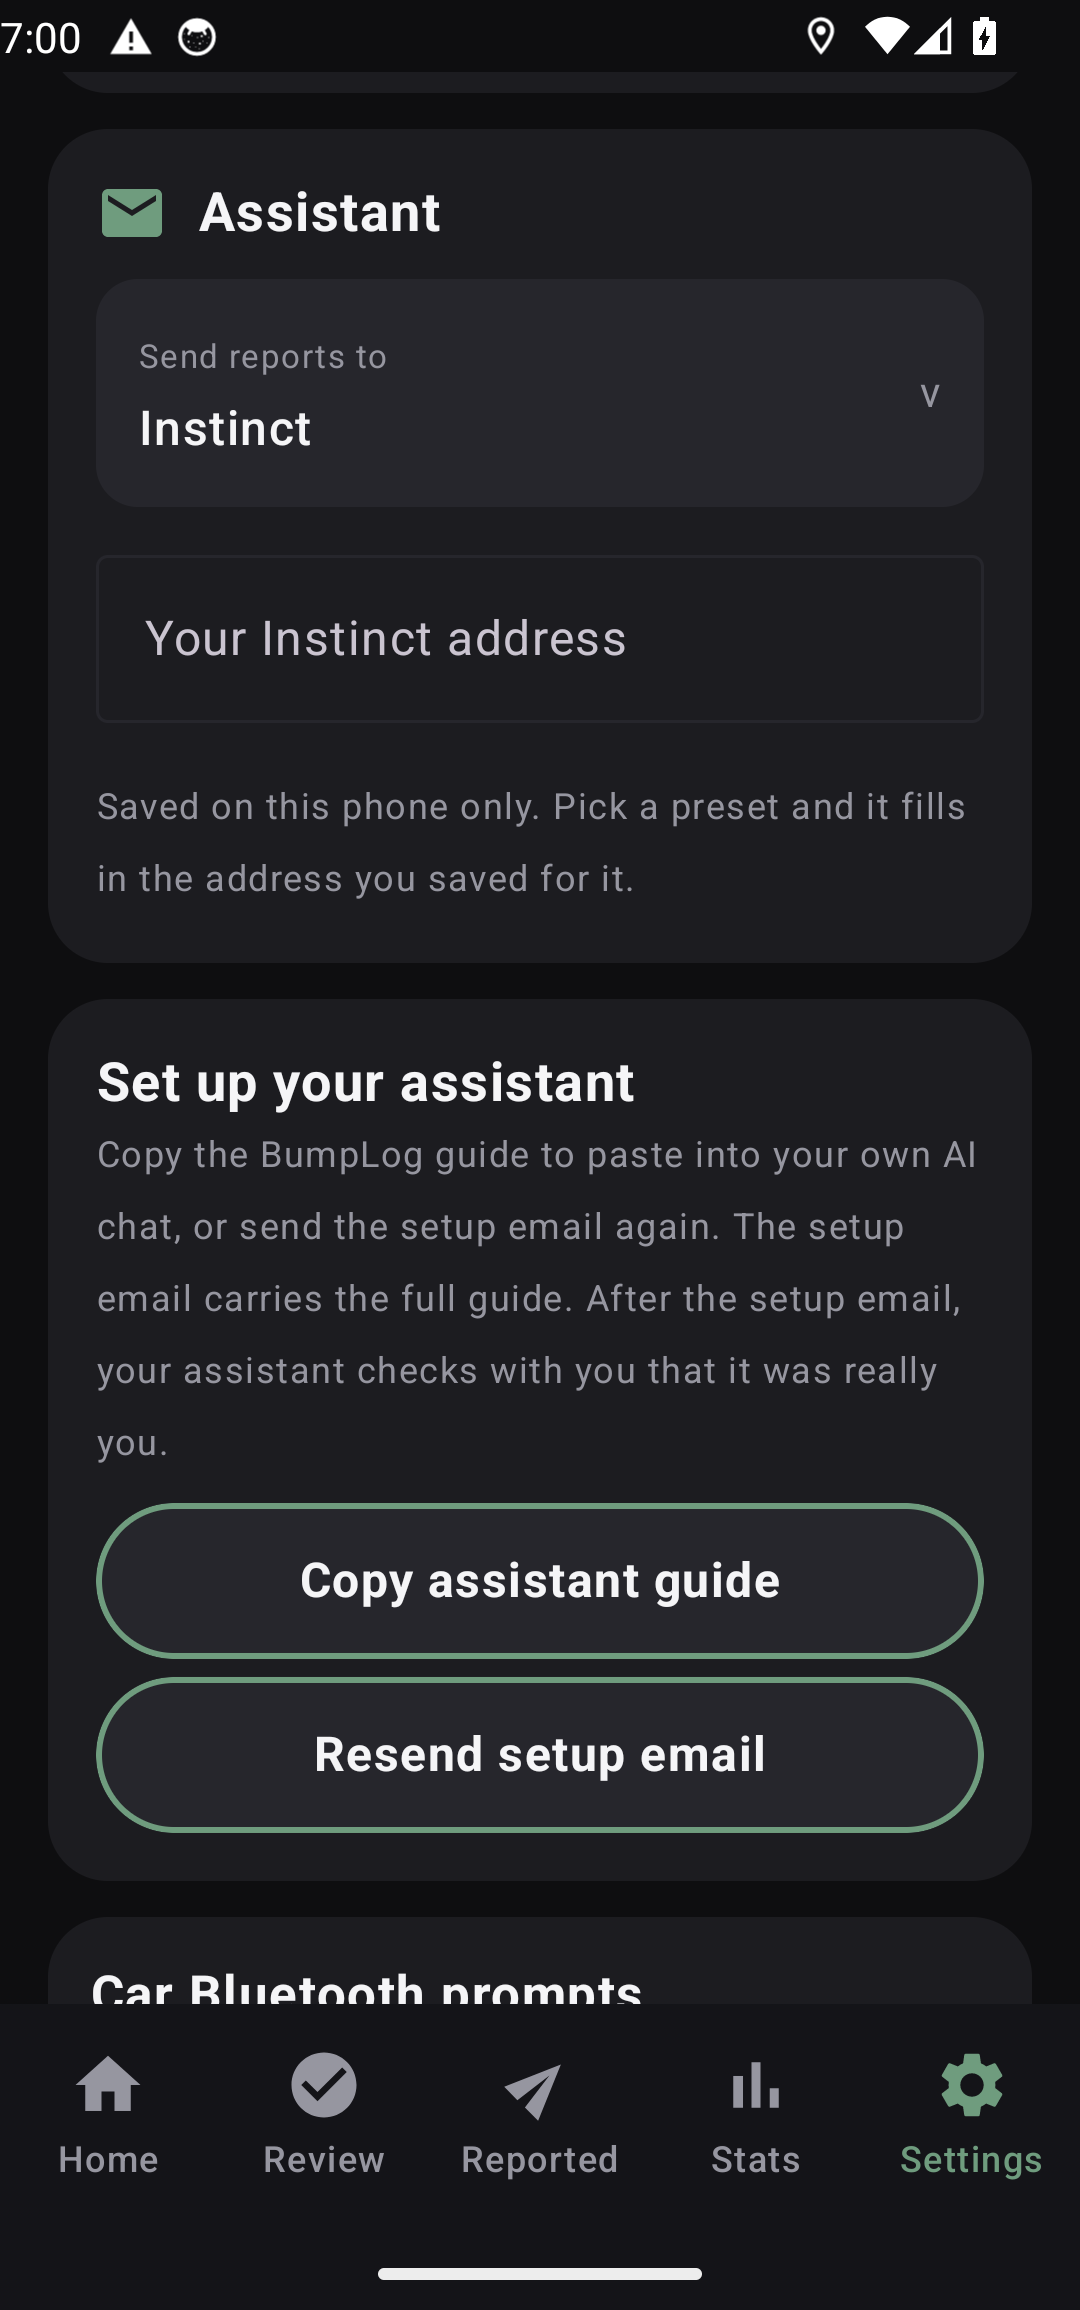 7:00
Assistant
Send reports to
Instinct
v
Your Instinct address
Saved on this phone only. Pick a preset and it fills
in the address you saved for it.
Set up your assistant
Copy the BumpLog guide to paste into your own AI
chat, or send the setup email again. The setup
email carries the full guide. After the setup email,
your assistant checks with you that it was really
you.
Copy assistant guide
Resend setup email
Car Bluetooth prompts
Home
Review
Reported
Stats
Settings